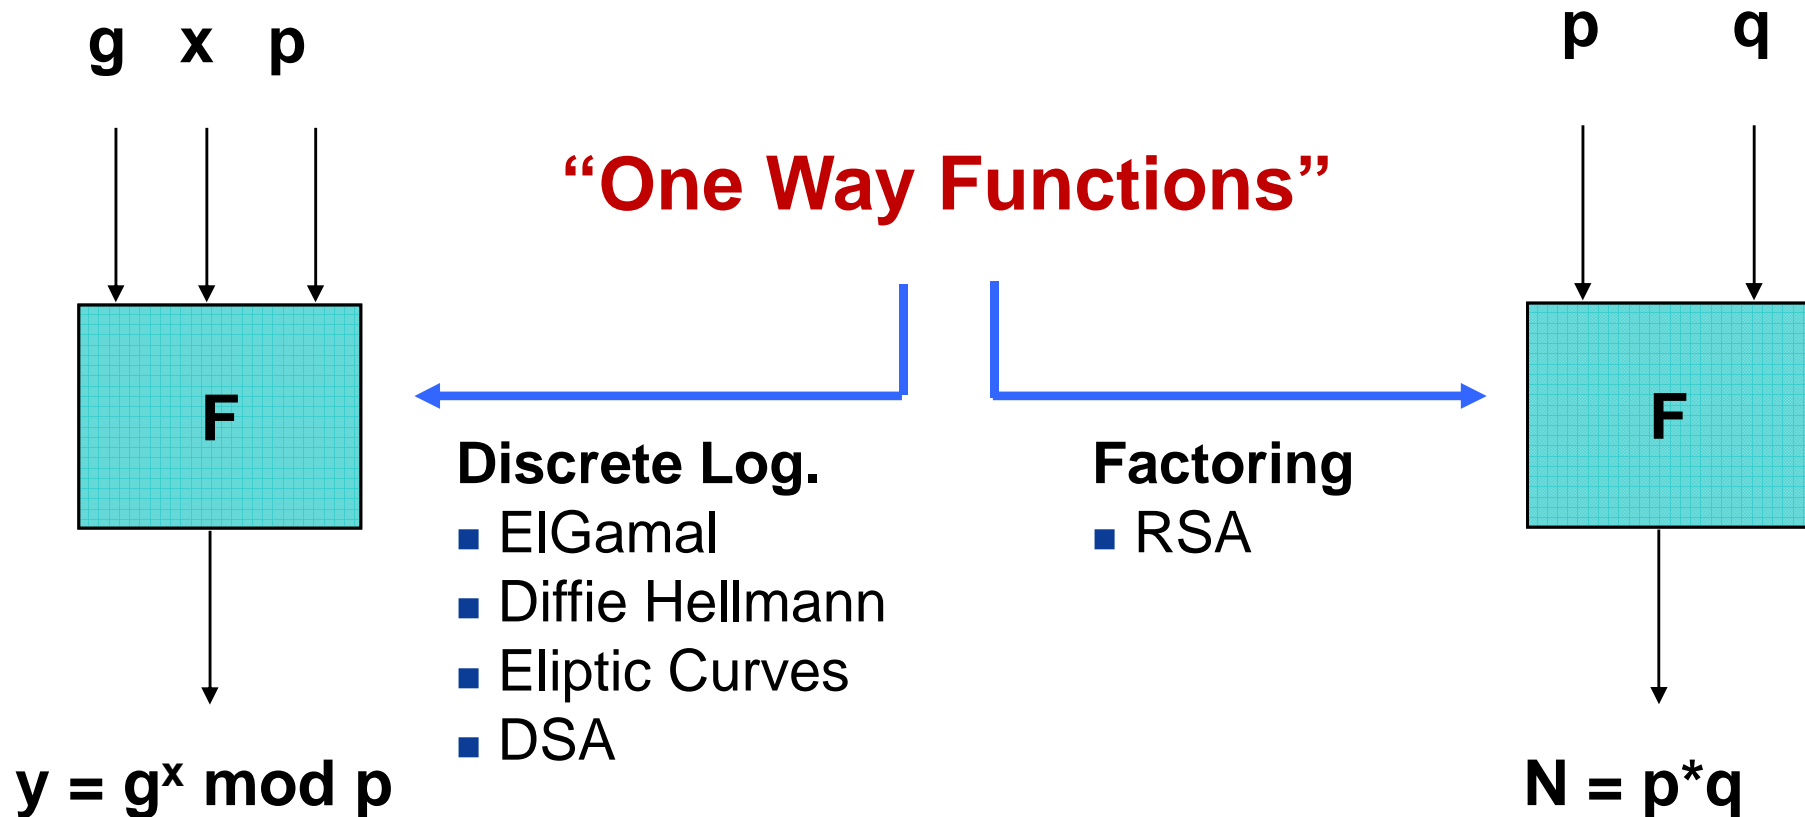 g x p
p q
“One Way Functions”
F
F
Discrete Log.
ElGamal
Diffie Hellmann
Eliptic Curves
DSA
Factoring
RSA
y = gˣ mod p
N = p*q